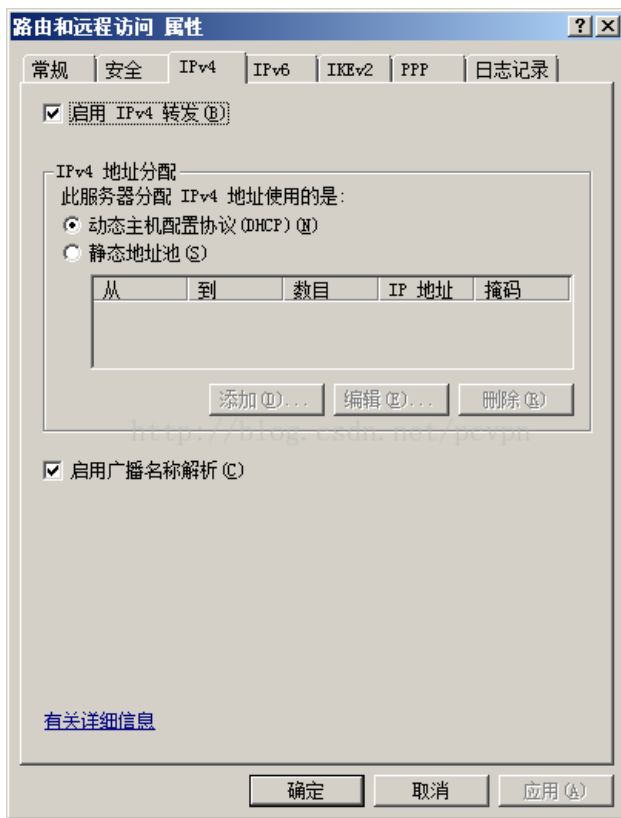 路由和远程访问 属性
常规 安全 IPv4 IPv6 IKEv2 PPP 日志记录
启用 IPv4 转发(B)
IPv4 地址分配
此服务器分配 IPv4 地址使用的是:
动态主机配置协议(DHCP)(N)
静态地址池(S)
从 到 数目 IP 地址 掩码
添加(D)... 编辑(E)... 删除(R)
http://blog.csdn.net/pcvpn
启用广播名称解析(C)
有关详细信息
确定 取消 应用(A)